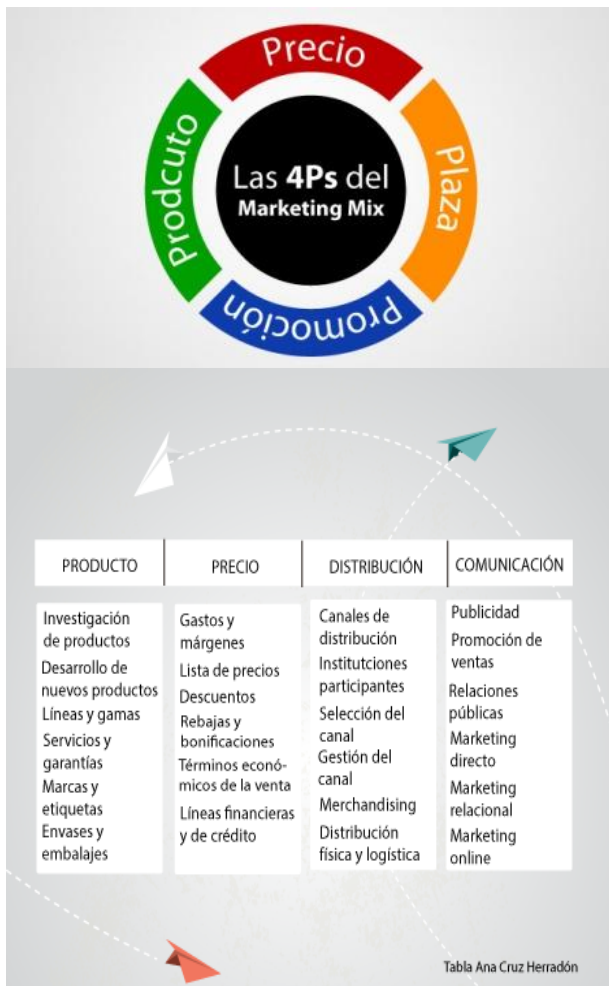 Precio
Prodcuto
Plaza
Las 4Ps del
Marketing Mix
Promoción
PRODUCTO
Investigación
de productos
Desarrollo de
nuevos productos
Líneas y gamas
Servicios y
garantías
Marcas y
etiquetas
Envases y
embalajes
PRECIO
Gastos y
márgenes
Lista de precios
Descuentos
Rebajas y
bonificaciones
Términos econó-
micos de la venta
Líneas financieras
y de crédito
DISTRIBUCIÓN
Canales de
distribución
Institutciones
participantes
Selección del
canal
Gestión del
canal
Merchandising
Distribución
física y logística
COMUNICACIÓN
Publicidad
Promoción de
ventas
Relaciones
públicas
Marketing
directo
Marketing
relacional
Marketing
online
Tabla Ana Cruz Herradón